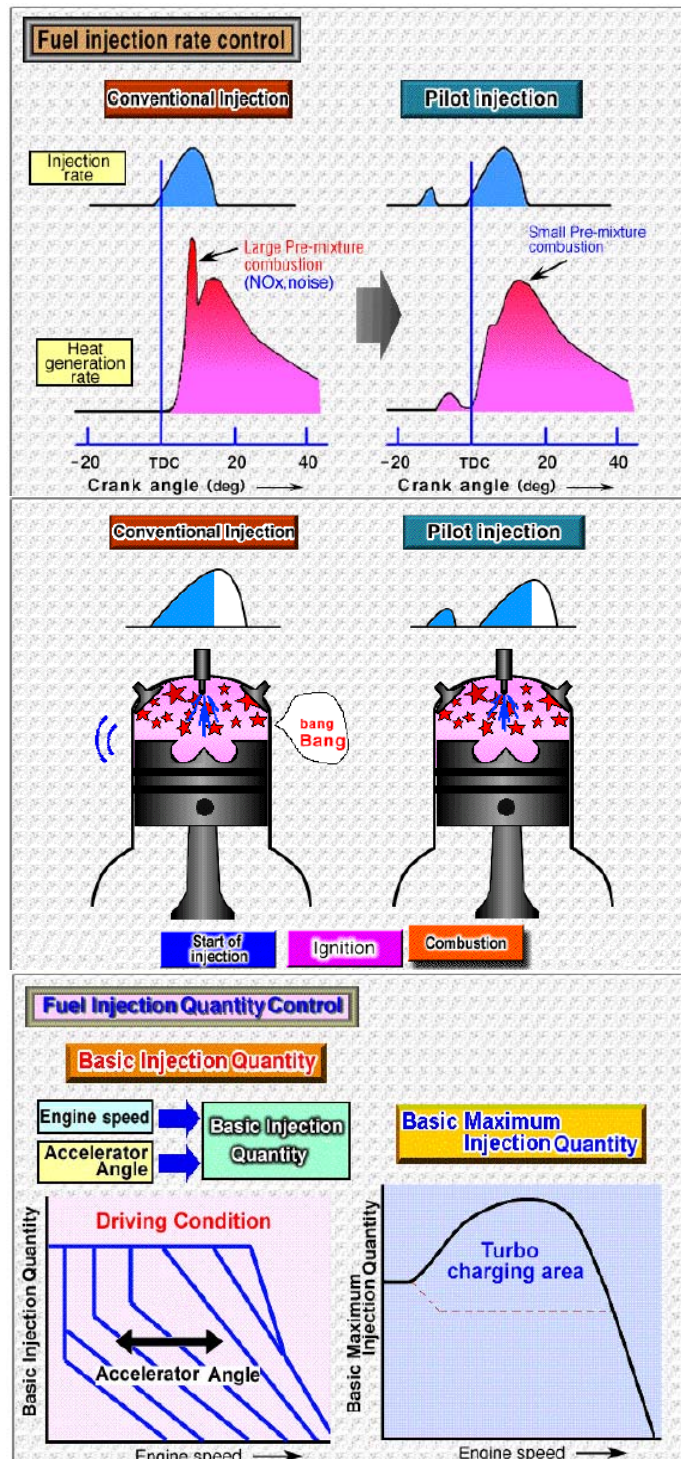 Fuel injection rate control
Conventional Injection
Pilot injection
Injection
rate
Large Pre-mixture
combustion
(NOx,noise)
Small Pre-mixture
combustion
Heat
generation
rate
-20 TDC 20 40
Crank angle (deg)
-20 TDC 20 40
Crank angle (deg)
Conventional Injection
Pilot injection
bang
Bang
Start of
injection
Ignition
Combustion
Fuel Injection Quantity Control
Basic Injection Quantity
Engine speed
Accelerator
Angle
Basic Injection
Quantity
Basic Maximum
Injection Quantity
Basic Injection Quantity
Driving Condition
Accelerator Angle
Engine speed
Basic Maximum
Injection Quantity
Turbo
charging area
Engine speed